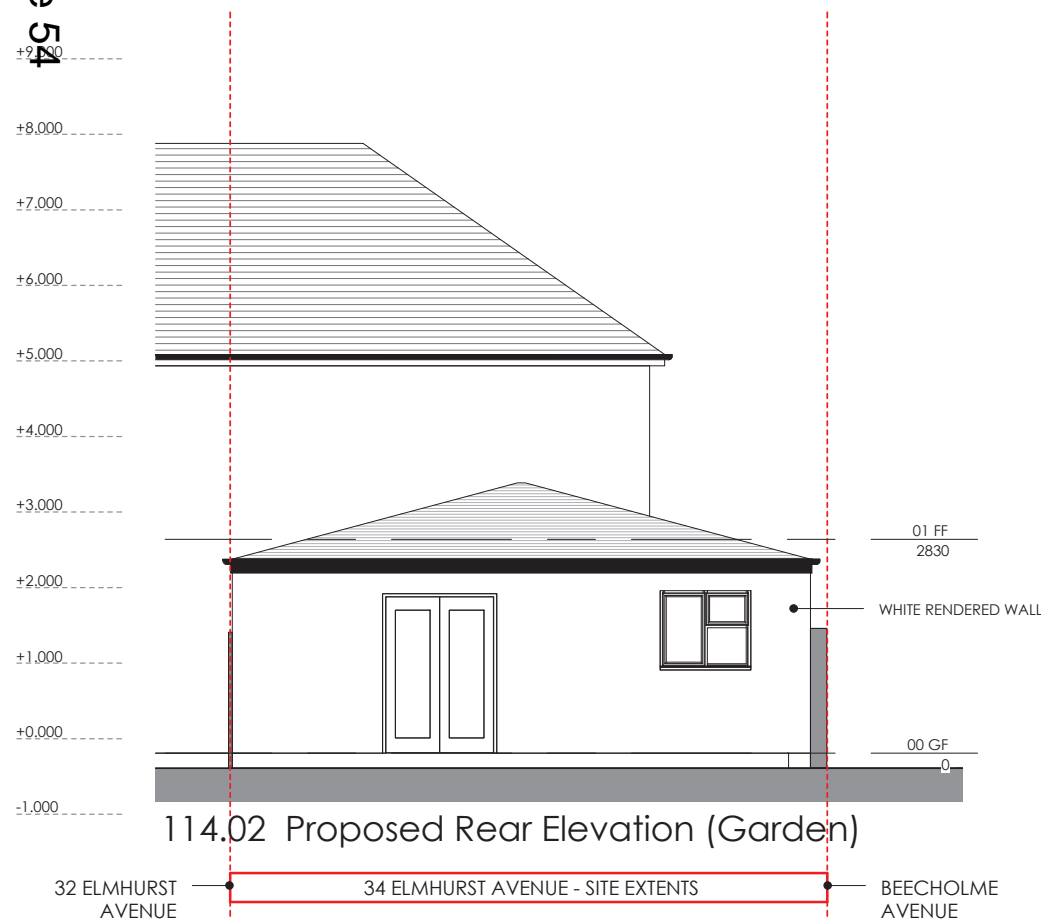 e 54
+9.000
+8.000
+7.000
+6.000
+5.000
+4.000
+3.000
01 FF
2830
+2.000
WHITE RENDERED WALL
+1.000
+0.000
00 GF
0
-1.000
114.02 Proposed Rear Elevation (Garden)
32 ELMHURST
AVENUE
34 ELMHURST AVENUE - SITE EXTENTS
BEECHOLME
AVENUE